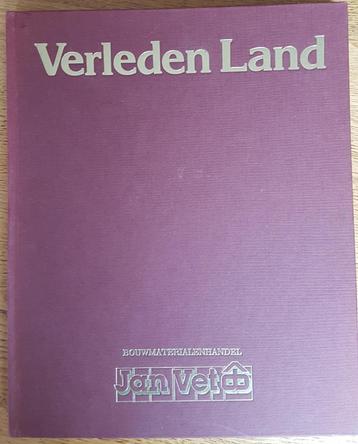 Verleden Land
BOUWMATERIALENHANDEL
Jan Vet